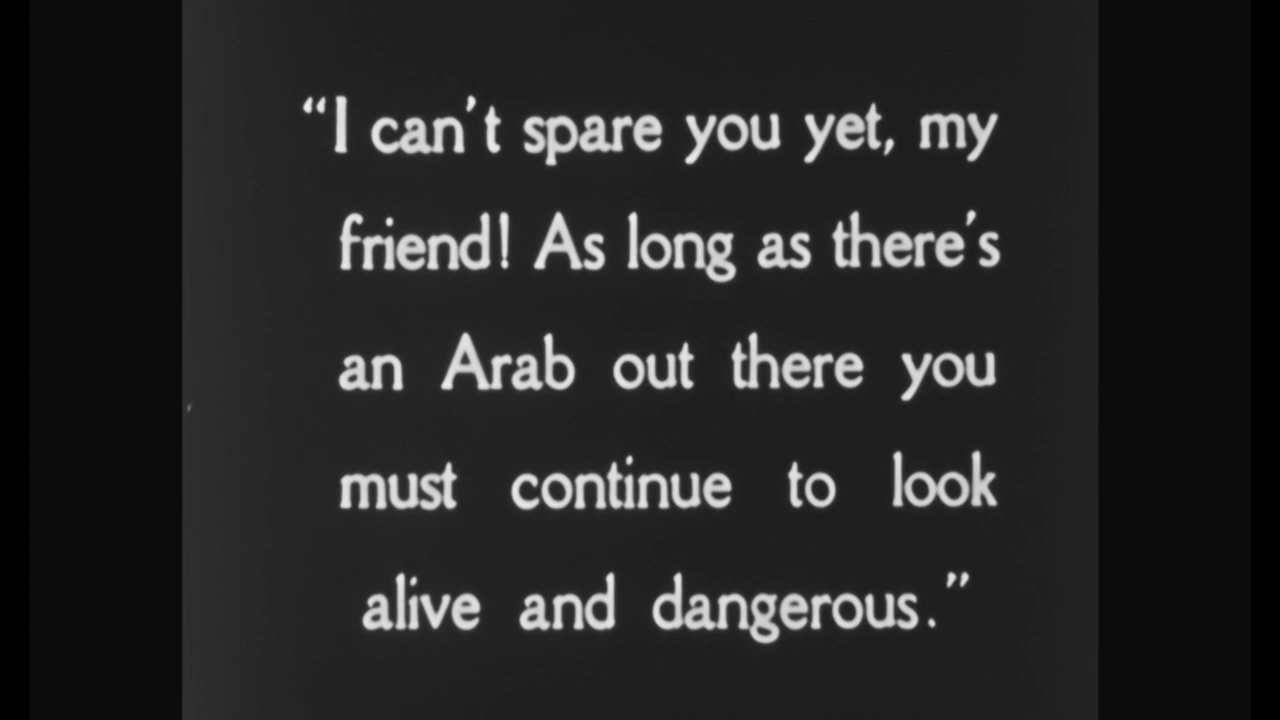 “I can’t spare you yet, my
friend! As long as there’s
an Arab out there you
must continue to look
alive and dangerous.”